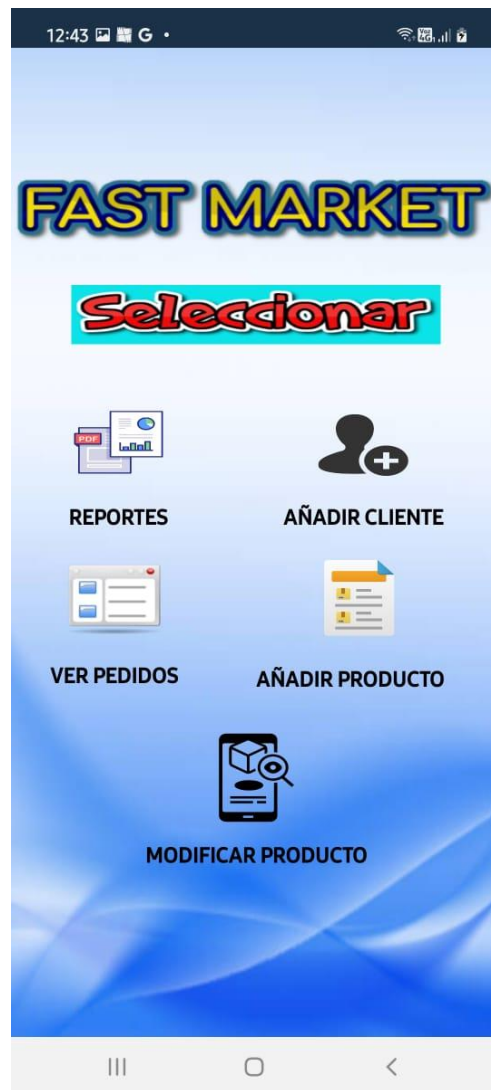 12:43 G
FAST MARKET
Seleccionar
PDF
REPORTES
AÑADIR CLIENTE
VER PEDIDOS
AÑADIR PRODUCTO
MODIFICAR PRODUCTO